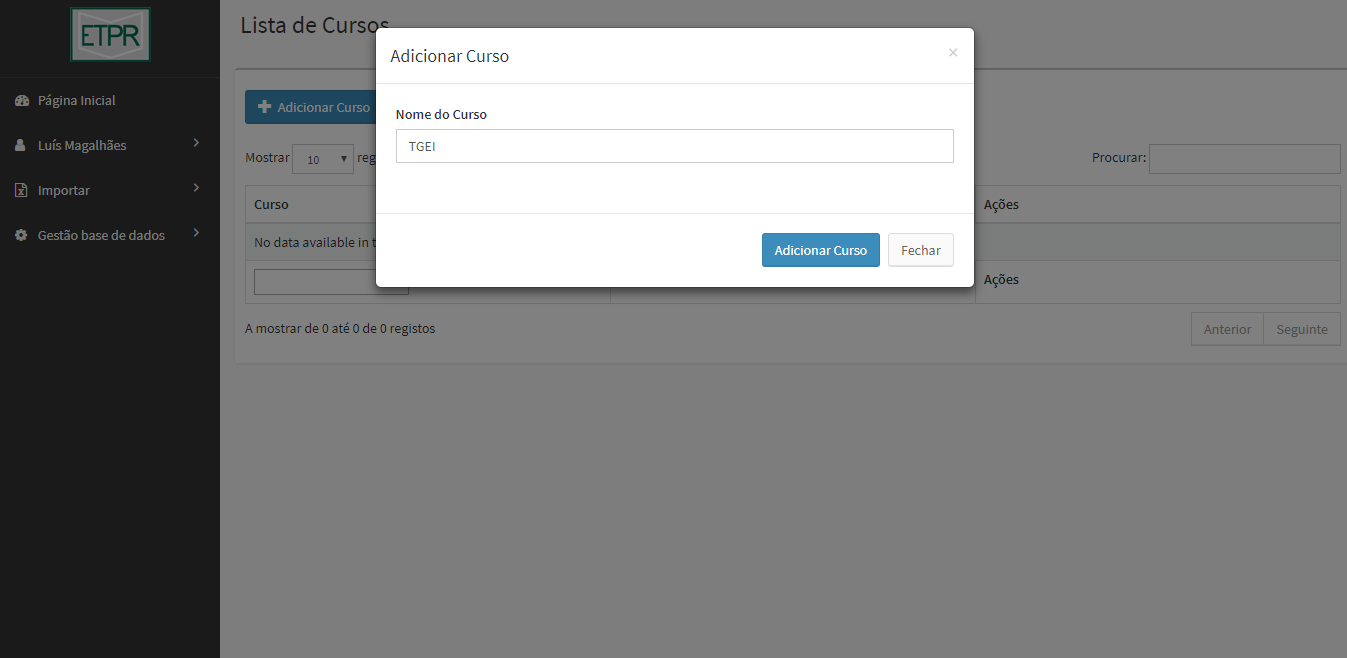 ETPR
Página Inicial
Luís Magalhães
Importar
Gestão base de dados
Lista de Cursos
Adicionar Curso
Mostrar 10 reg
Procurar:
Curso
Ações
No data available in t
Ações
A mostrar de 0 até 0 de 0 registos
Anterior Seguinte
Adicionar Curso
×
Nome do Curso
TGEI
Adicionar Curso
Fechar